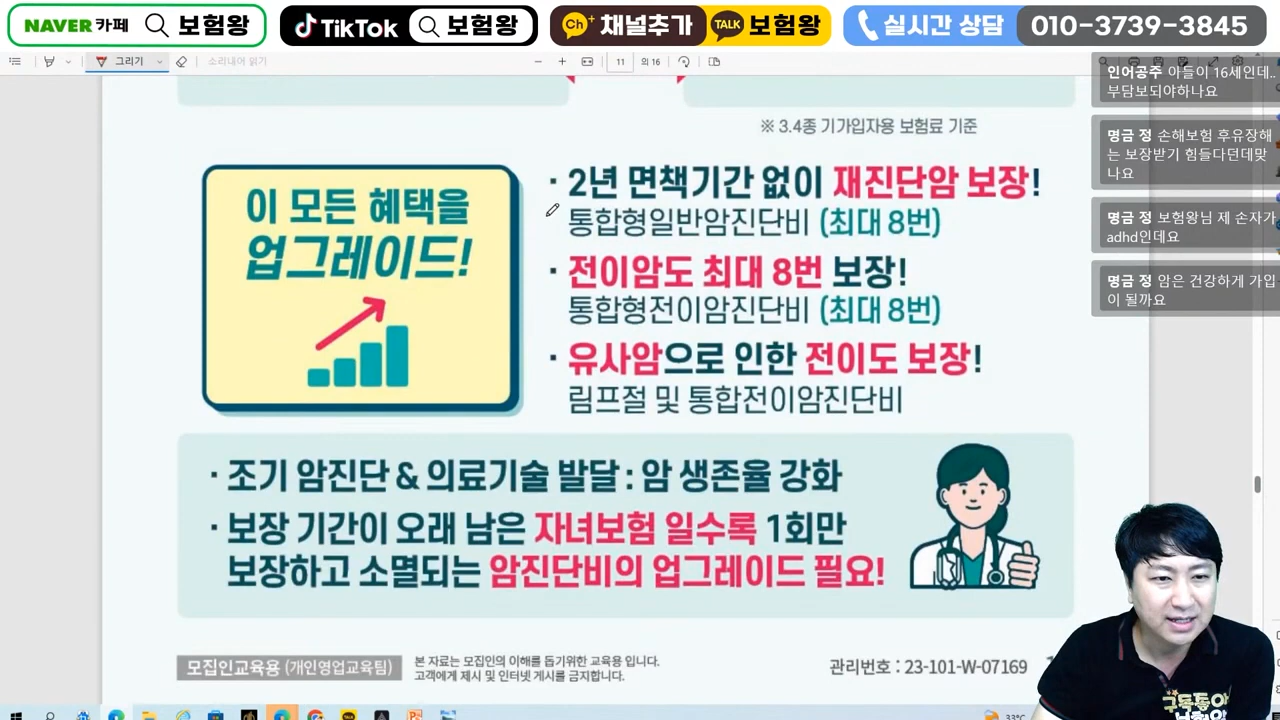 NAVER 카페 보험왕
TikTok 보험왕
Ch+ 채널추가 TALK 보험왕
실시간 상담 010-3739-3845
그리기
소리내어 읽기
11 의 16
인어공주 아들이 16세인데..
부담보되야하나요
※ 3.4종 기가입자용 보험료 기준
명금 정 손해보험 후유장해
는 보장받기 힘들다던데맞
나요
명금 정 보험왕님 제 손자가
adhd인데요
명금 정 암은 건강하게 가입
이 될까요
이 모든 혜택을
업그레이드!
· 2년 면책기간 없이 재진단암 보장!
통합형일반암진단비 (최대 8번)
· 전이암도 최대 8번 보장!
통합형전이암진단비 (최대 8번)
· 유사암으로 인한 전이도 보장!
림프절 및 통합전이암진단비
· 조기 암진단 & 의료기술 발달 : 암 생존율 강화
· 보장 기간이 오래 남은 자녀보험 일수록 1회만
보장하고 소멸되는 암진단비의 업그레이드 필요!
모집인교육용 (개인영업교육팀)
본 자료는 모집인의 이해를 돕기위한 교육용 입니다.
고객에게 제시 및 인터넷 게시를 금지합니다.
관리번호 : 23-101-W-07169
33°C